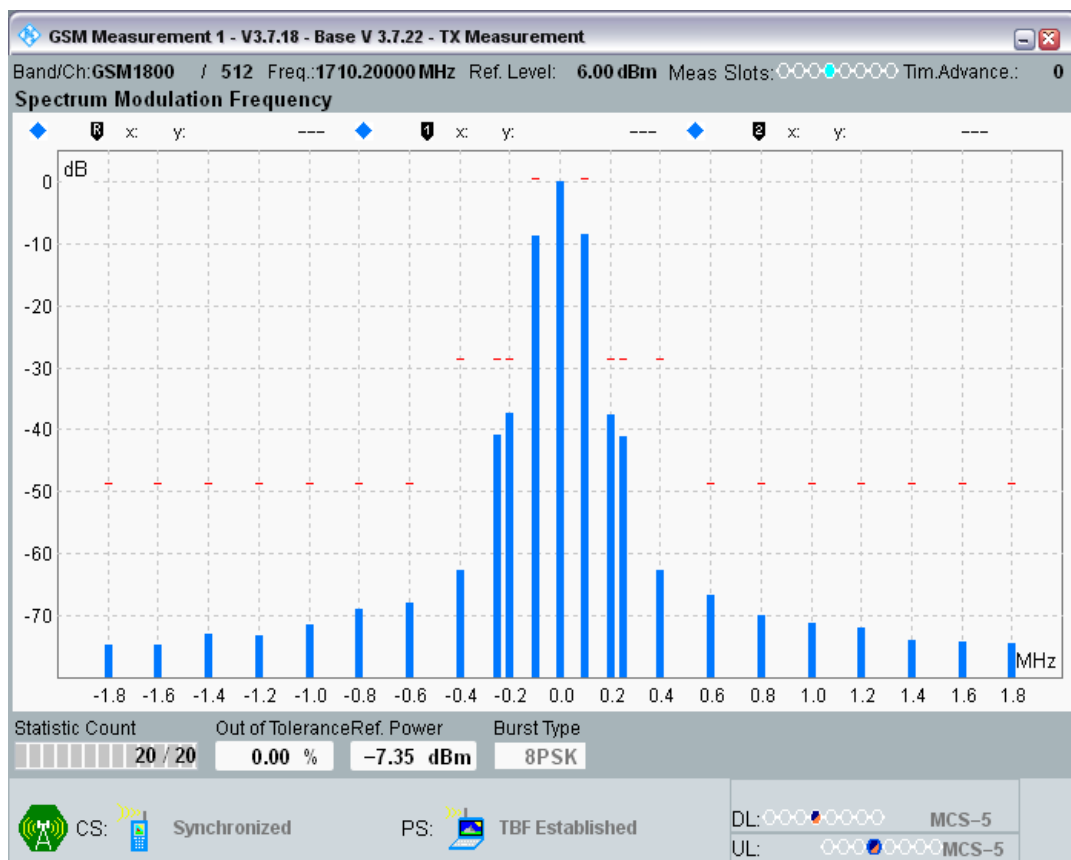 GSM Measurement 1 - V3.7.18 - Base V 3.7.22 - TX Measurement
Band/Ch:GSM1800 / 512 Freq.:1710.20000 MHz Ref. Level: 6.00 dBm Meas Slots: Tim.Advance.: 0
Spectrum Modulation Frequency
R x: y: --- 1 x: y: --- 2 x: y: ---
dB
0
-10
-20
-30
-40
-50
-60
-70
MHz
-1.8 -1.6 -1.4 -1.2 -1.0 -0.8 -0.6 -0.4 -0.2 0.0 0.2 0.4 0.6 0.8 1.0 1.2 1.4 1.6 1.8
Statistic Count Out of Tolerance Ref. Power Burst Type
20 / 20 0.00 % −7.35 dBm 8PSK
CS: Synchronized PS: TBF Established DL: MCS−5
UL: MCS−5